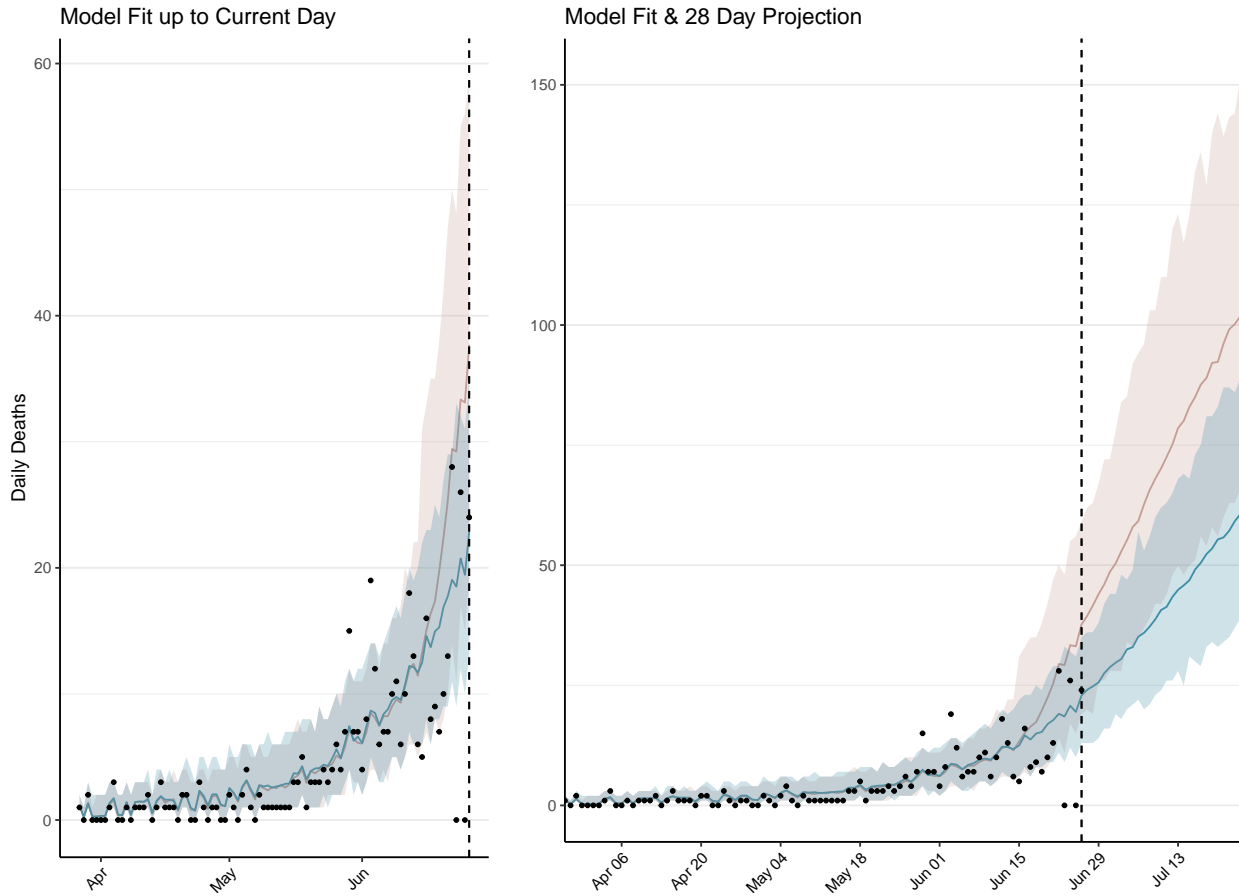 Model Fit up to Current Day
Daily Deaths
60
40
20
0
Apr
May
Jun
Model Fit & 28 Day Projection
150
100
50
0
Apr 06
Apr 20
May 04
May 18
Jun 01
Jun 15
Jun 29
Jul 13